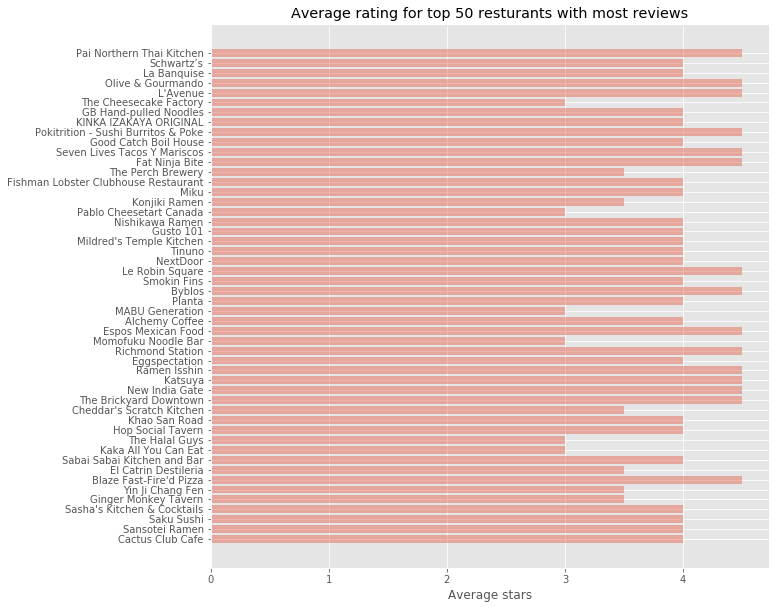 Average rating for top 50 resturants with most reviews
Pai Northern Thai Kitchen
Schwartz’s
La Banquise
Olive & Gourmando
L'Avenue
The Cheesecake Factory
GB Hand-pulled Noodles
KINKA IZAKAYA ORIGINAL
Pokitrition - Sushi Burritos & Poke
Good Catch Boil House
Seven Lives Tacos Y Mariscos
Fat Ninja Bite
The Perch Brewery
Fishman Lobster Clubhouse Restaurant
Miku
Konjiki Ramen
Pablo Cheesetart Canada
Nishikawa Ramen
Gusto 101
Mildred's Temple Kitchen
Tinuno
NextDoor
Le Robin Square
Smokin Fins
Byblos
Planta
MABU Generation
Alchemy Coffee
Espos Mexican Food
Momofuku Noodle Bar
Richmond Station
Eggspectation
Ramen Isshin
Katsuya
New India Gate
The Brickyard Downtown
Cheddar's Scratch Kitchen
Khao San Road
Hop Social Tavern
The Halal Guys
Kaka All You Can Eat
Sabai Sabai Kitchen and Bar
El Catrin Destileria
Blaze Fast-Fire'd Pizza
Yin Ji Chang Fen
Ginger Monkey Tavern
Sasha's Kitchen & Cocktails
Saku Sushi
Sansotei Ramen
Cactus Club Cafe
0 1 2 3 4
Average stars